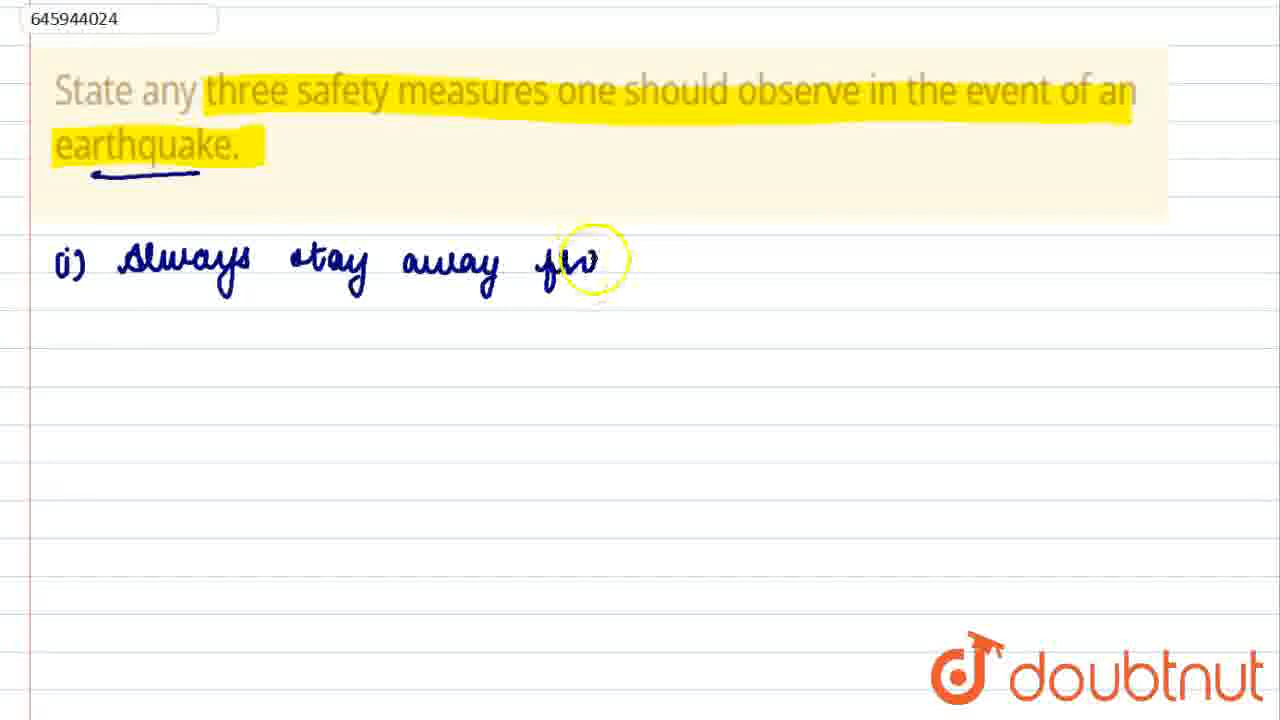 645944024
State any three safety measures one should observe in the event of an
earthquake.
(i) Always stay away fro
doubtnut